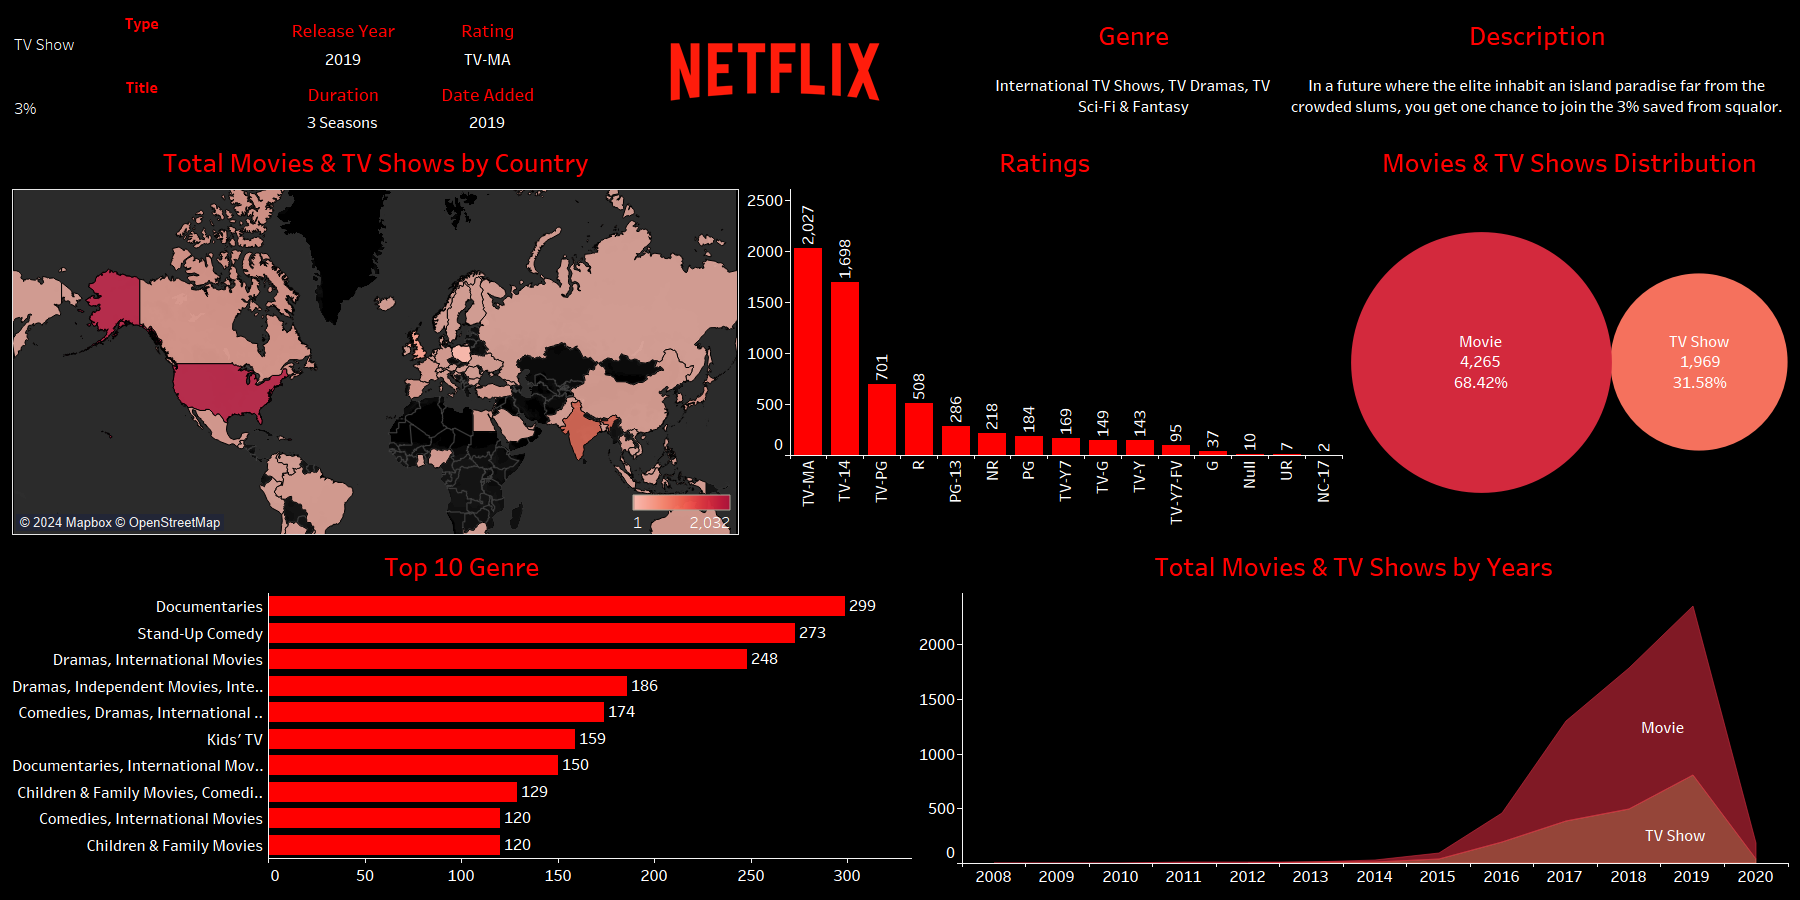 Type
TV Show
Release Year
2019
Rating
TV-MA
Title
3%
Duration
3 Seasons
Date Added
2019
NETFLIX
Genre
International TV Shows, TV Dramas, TV
Sci-Fi & Fantasy
Description
In a future where the elite inhabit an island paradise far from the
crowded slums, you get one chance to join the 3% saved from squalor.
Total Movies & TV Shows by Country
© 2024 Mapbox © OpenStreetMap
1
2,032
Ratings
2500
2000
1500
1000
500
0
2,027
1,698
701
508
286
218
184
169
149
143
95
37
10
7
2
TV-MA
TV-14
TV-PG
R
PG-13
NR
PG
TV-Y7
TV-G
TV-Y
TV-Y7-FV
G
Null
UR
NC-17
Movies & TV Shows Distribution
Movie
4,265
68.42%
TV Show
1,969
31.58%
Top 10 Genre
Documentaries 299
Stand-Up Comedy 273
Dramas, International Movies 248
Dramas, Independent Movies, Inte.. 186
Comedies, Dramas, International .. 174
Kids’ TV 159
Documentaries, International Mov.. 150
Children & Family Movies, Comedi.. 129
Comedies, International Movies 120
Children & Family Movies 120
0 50 100 150 200 250 300
Total Movies & TV Shows by Years
2000
1500
1000
500
0
Movie
TV Show
2008 2009 2010 2011 2012 2013 2014 2015 2016 2017 2018 2019 2020